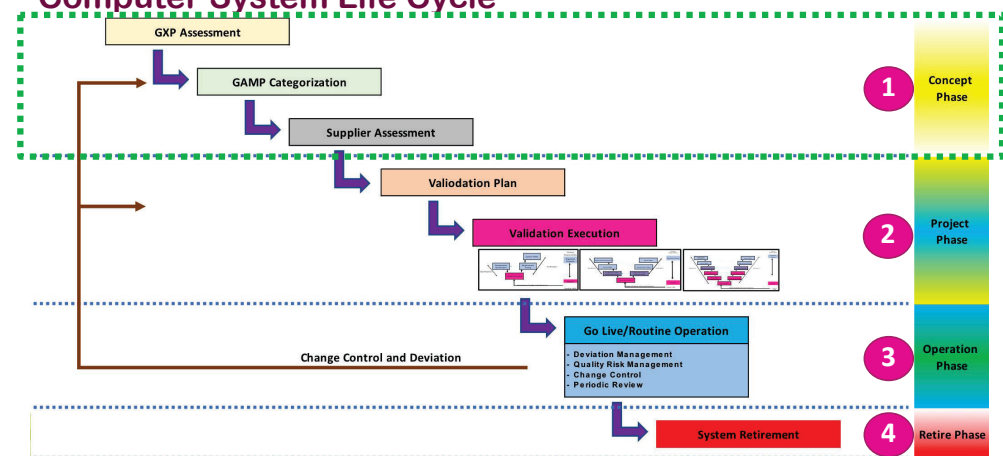 Computer System Life Cycle
GXP Assessment
GAMP Categorization
Supplier Assessment
1
Concept
Phase
Valiodation Plan
Validation Execution
2
Project
Phase
Go Live/Routine Operation
- Deviation Management
- Quality Risk Management
- Change Control
- Periodic Review
Change Control and Deviation
3
Operation
Phase
System Retirement
4
Retire Phase